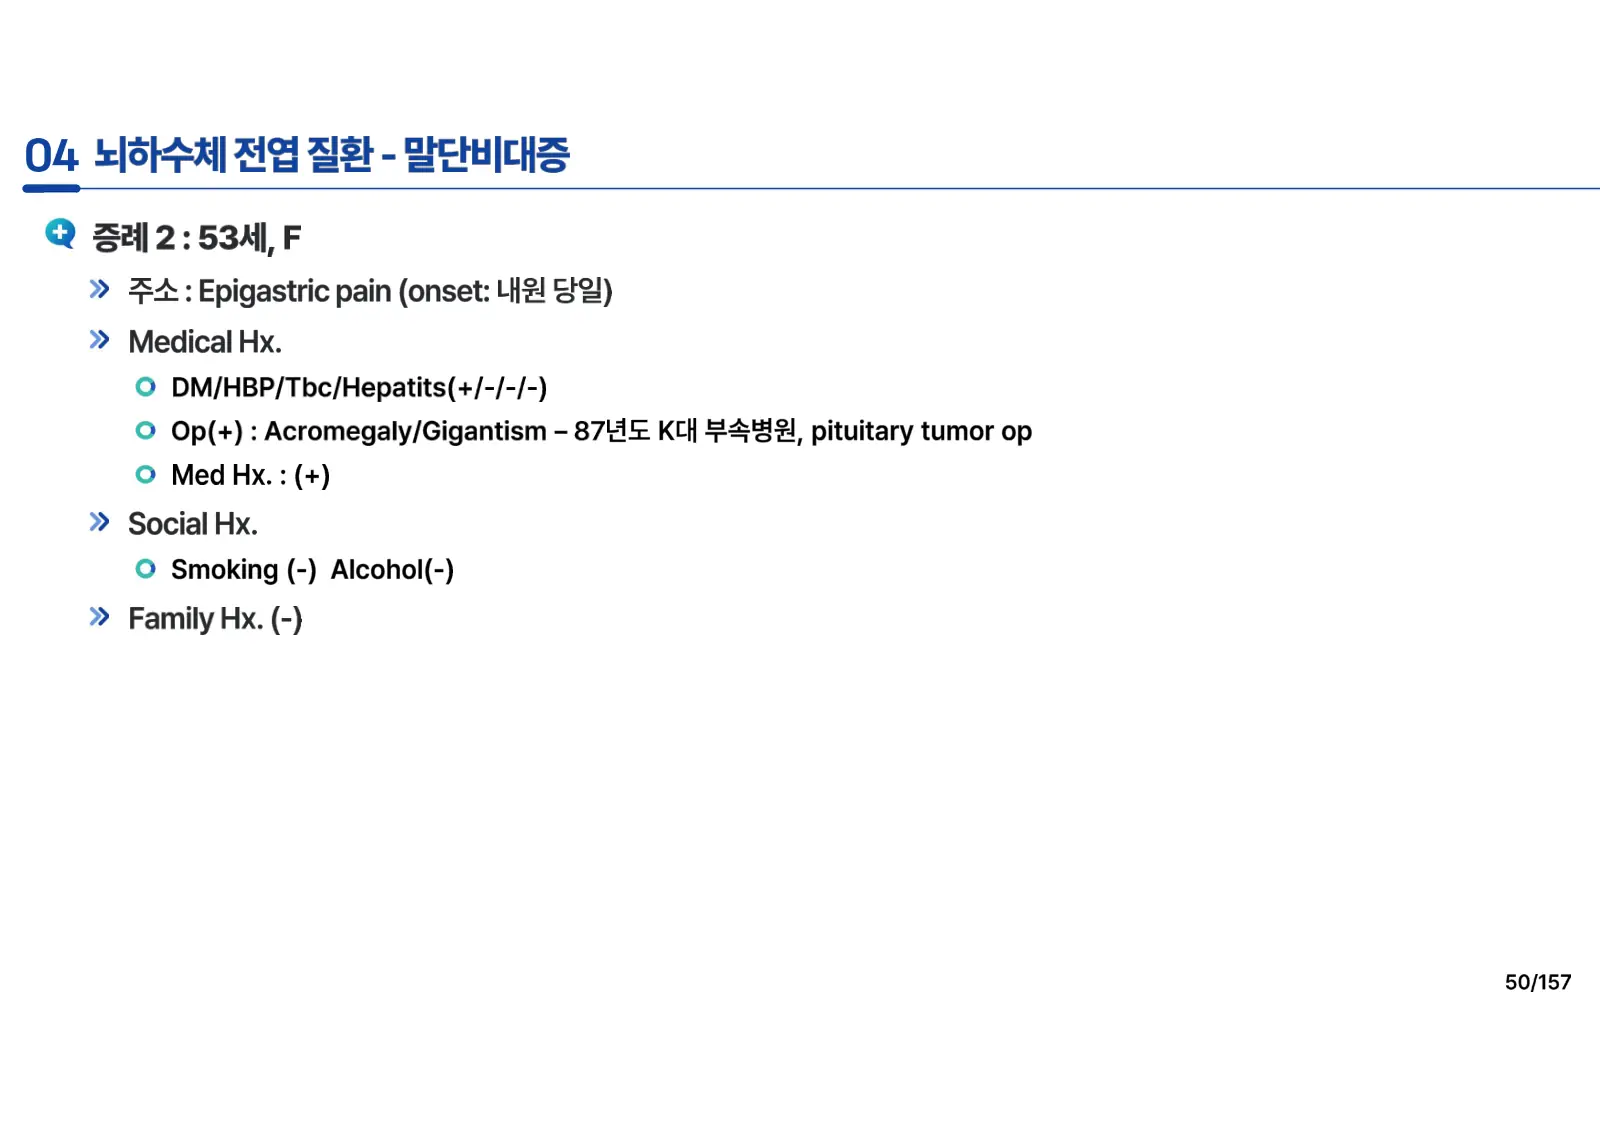 04 뇌하수체 전엽 질환 - 말단비대증
증례 2 : 53세, F
주소 : Epigastric pain (onset: 내원 당일)
Medical Hx.
DM/HBP/Tbc/Hepatits(+/-/-/-)
Op(+) : Acromegaly/Gigantism – 87년도 K대 부속병원, pituitary tumor op
Med Hx. : (+)
Social Hx.
Smoking (-)  Alcohol(-)
Family Hx. (-)
50/157